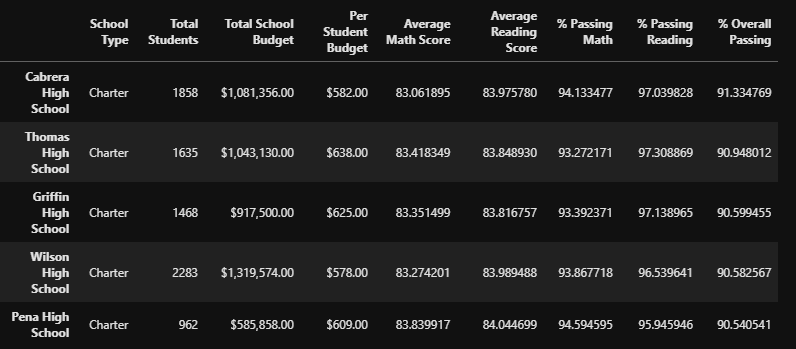 School Type Total Students Total School Budget Per Student Budget Average Math Score Average Reading Score % Passing Math % Passing Reading % Overall Passing
Cabrera High School Charter 1858 $1,081,356.00 $582.00 83.061895 83.975780 94.133477 97.039828 91.334769
Thomas High School Charter 1635 $1,043,130.00 $638.00 83.418349 83.848930 93.272171 97.308869 90.948012
Griffin High School Charter 1468 $917,500.00 $625.00 83.351499 83.816757 93.392371 97.138965 90.599455
Wilson High School Charter 2283 $1,319,574.00 $578.00 83.274201 83.989488 93.867718 96.539641 90.582567
Pena High School Charter 962 $585,858.00 $609.00 83.839917 84.044699 94.594595 95.945946 90.540541